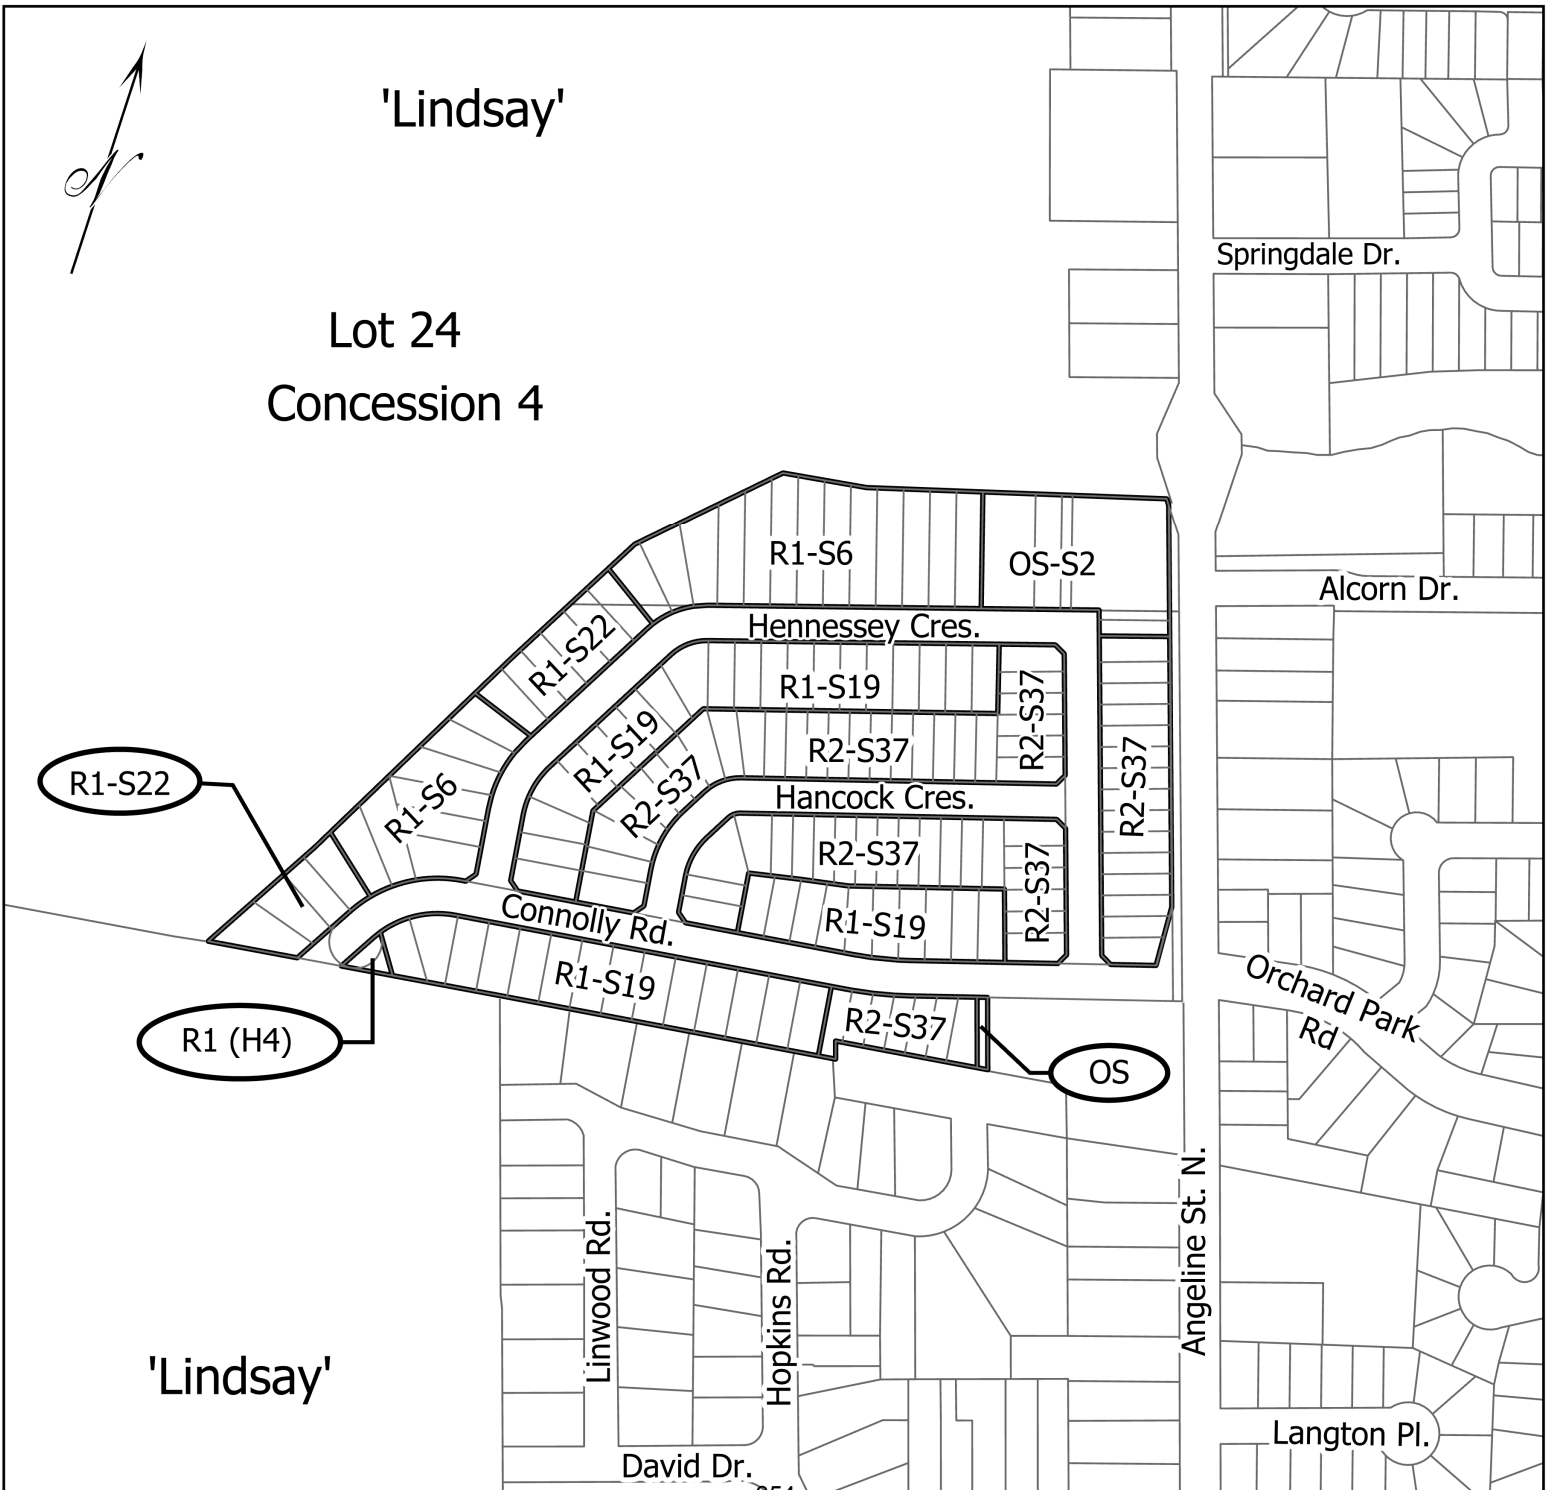 N
'Lindsay'
Springdale Dr.
Lot 24
Concession 4
R1-S6
OS-S2
Alcorn Dr.
Hennessey Cres.
R1-S22
R1-S19
R2-S37
R1-S19
R2-S37
R2-S37
R2-S37
R1-S22
R1-S6
Hancock Cres.
R2-S37
R2-S37
R1-S19
Connolly Rd.
R1-S19
R2-S37
Orchard Park
Rd
R1 (H4)
OS
Angeline St. N.
Linwood Rd.
Hopkins Rd.
'Lindsay'
Langton Pl.
David Dr.